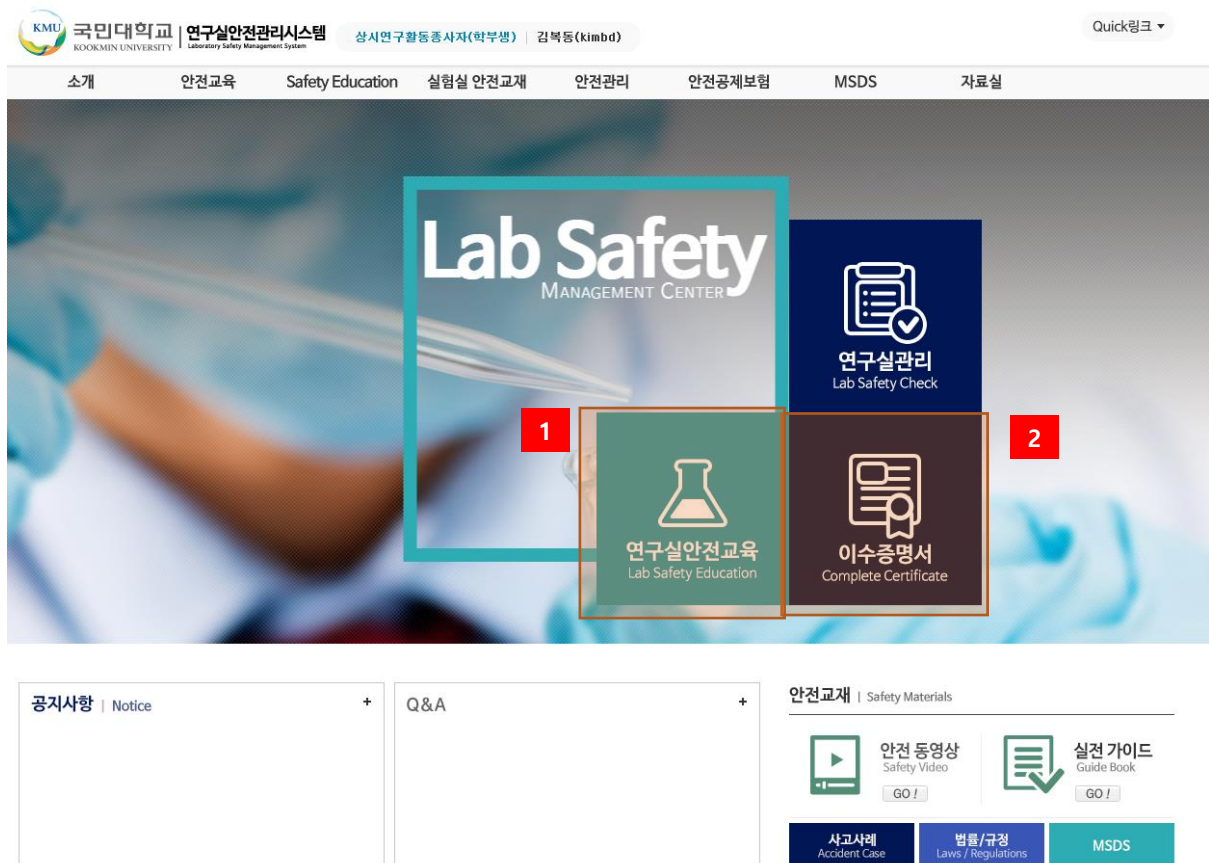 KMU 국민대학교 연구실안전관리시스템
KOOKMIN UNIVERSITY Laboratory Safety Management System
상시연구활동종사자(학부생) | 김복동(kimbd)
Quick링크 ▼
소개 안전교육 Safety Education 실험실 안전교재 안전관리 안전공제보험 MSDS 자료실
Lab Safety
MANAGEMENT CENTER
연구실관리
Lab Safety Check
1
2
연구실안전교육
Lab Safety Education
이수증명서
Complete Certificate
공지사항 | Notice +
Q&A +
안전교재 | Safety Materials
안전 동영상
Safety Video
GO !
실전 가이드
Guide Book
GO !
사고사례
Accident Case
법률/규정
Laws / Regulations
MSDS